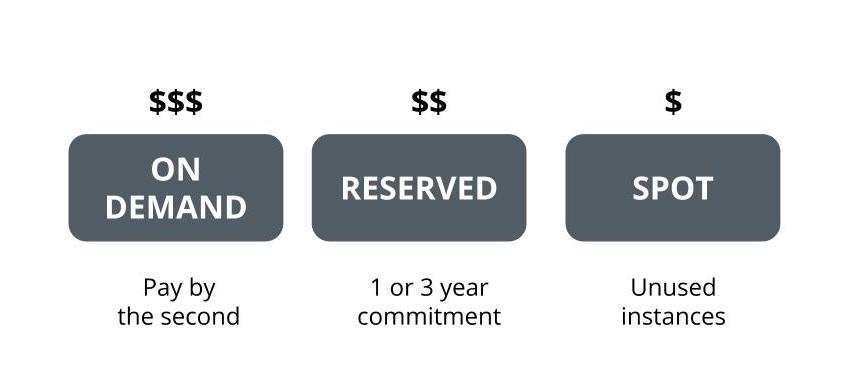 $$$
ON
DEMAND
Pay by
the second
$$
RESERVED
1 or 3 year
commitment
$
SPOT
Unused
instances